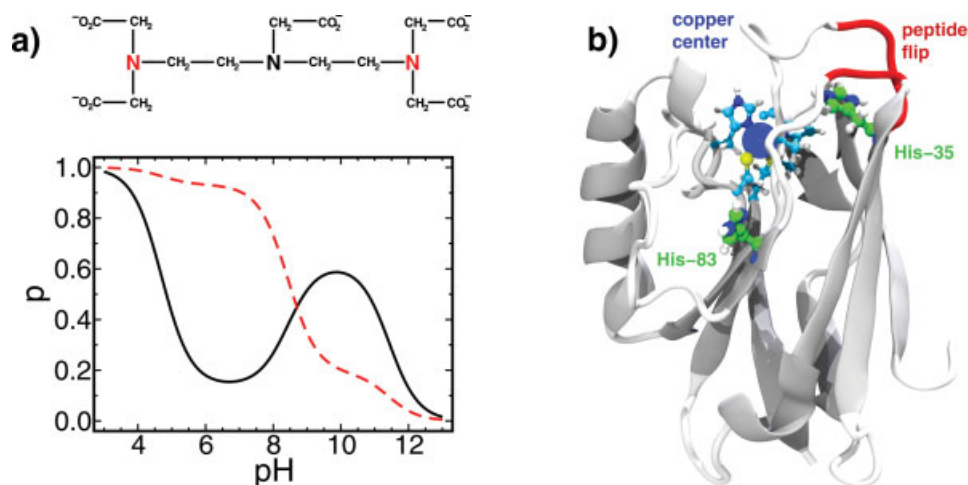 a)
⁻O₂C—CH₂ CH₂—CO₂⁻ CH₂—CO₂⁻
N—CH₂—CH₂—N—CH₂—CH₂—N
⁻O₂C—CH₂ CH₂—CO₂⁻
1.0
0.8
0.6
0.4
0.2
0.0
p
4 6 8 10 12
pH
b)
copper
center
peptide
flip
His–35
His–83